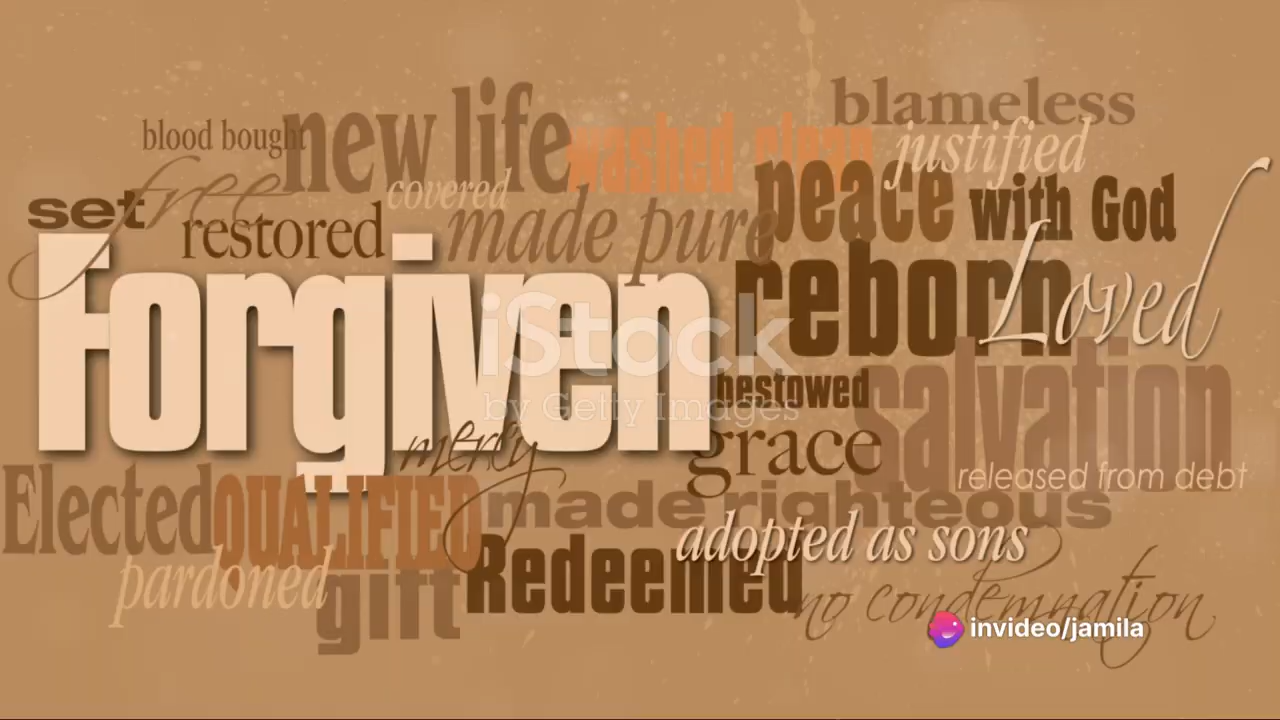 blameless
new life
blood bought
washed clean
justified
peace with God
covered
set free
restored
made pure
Forgiven
reborn
Loved
iStock
by Getty Images
bestowed
salvation
mercy
grace
released from debt
Elected
QUALIFIED
made righteous
adopted as sons
pardoned
gift
Redeemed
no condemnation
invideo/jamila